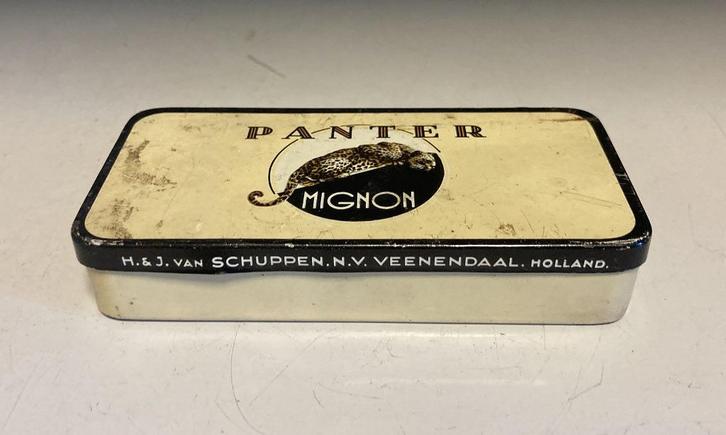 PANTER
MIGNON
H. & J. VAN SCHUPPEN. N.V. VEENENDAAL. HOLLAND.